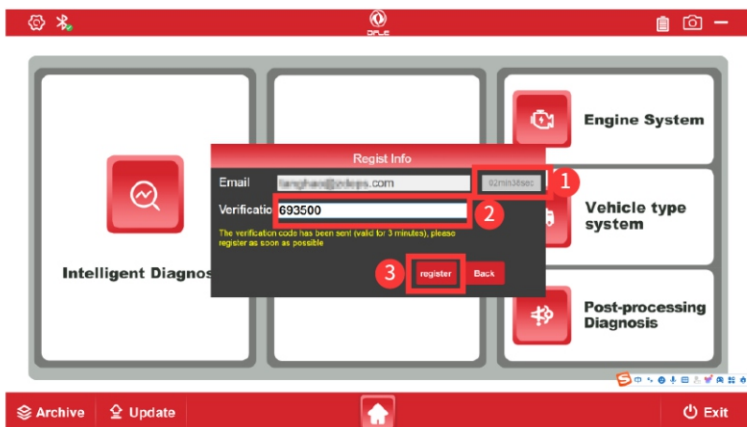 DFLE
Engine System
Regist Info
Email
.com
02min36sec
1
Verificatio
693500
2
Vehicle type
system
The verification code has been sent (valid for 3 minutes), please
register as soon as possible
3
register
Back
Intelligent Diagnos
Post-processing
Diagnosis
中
Archive
Update
Exit